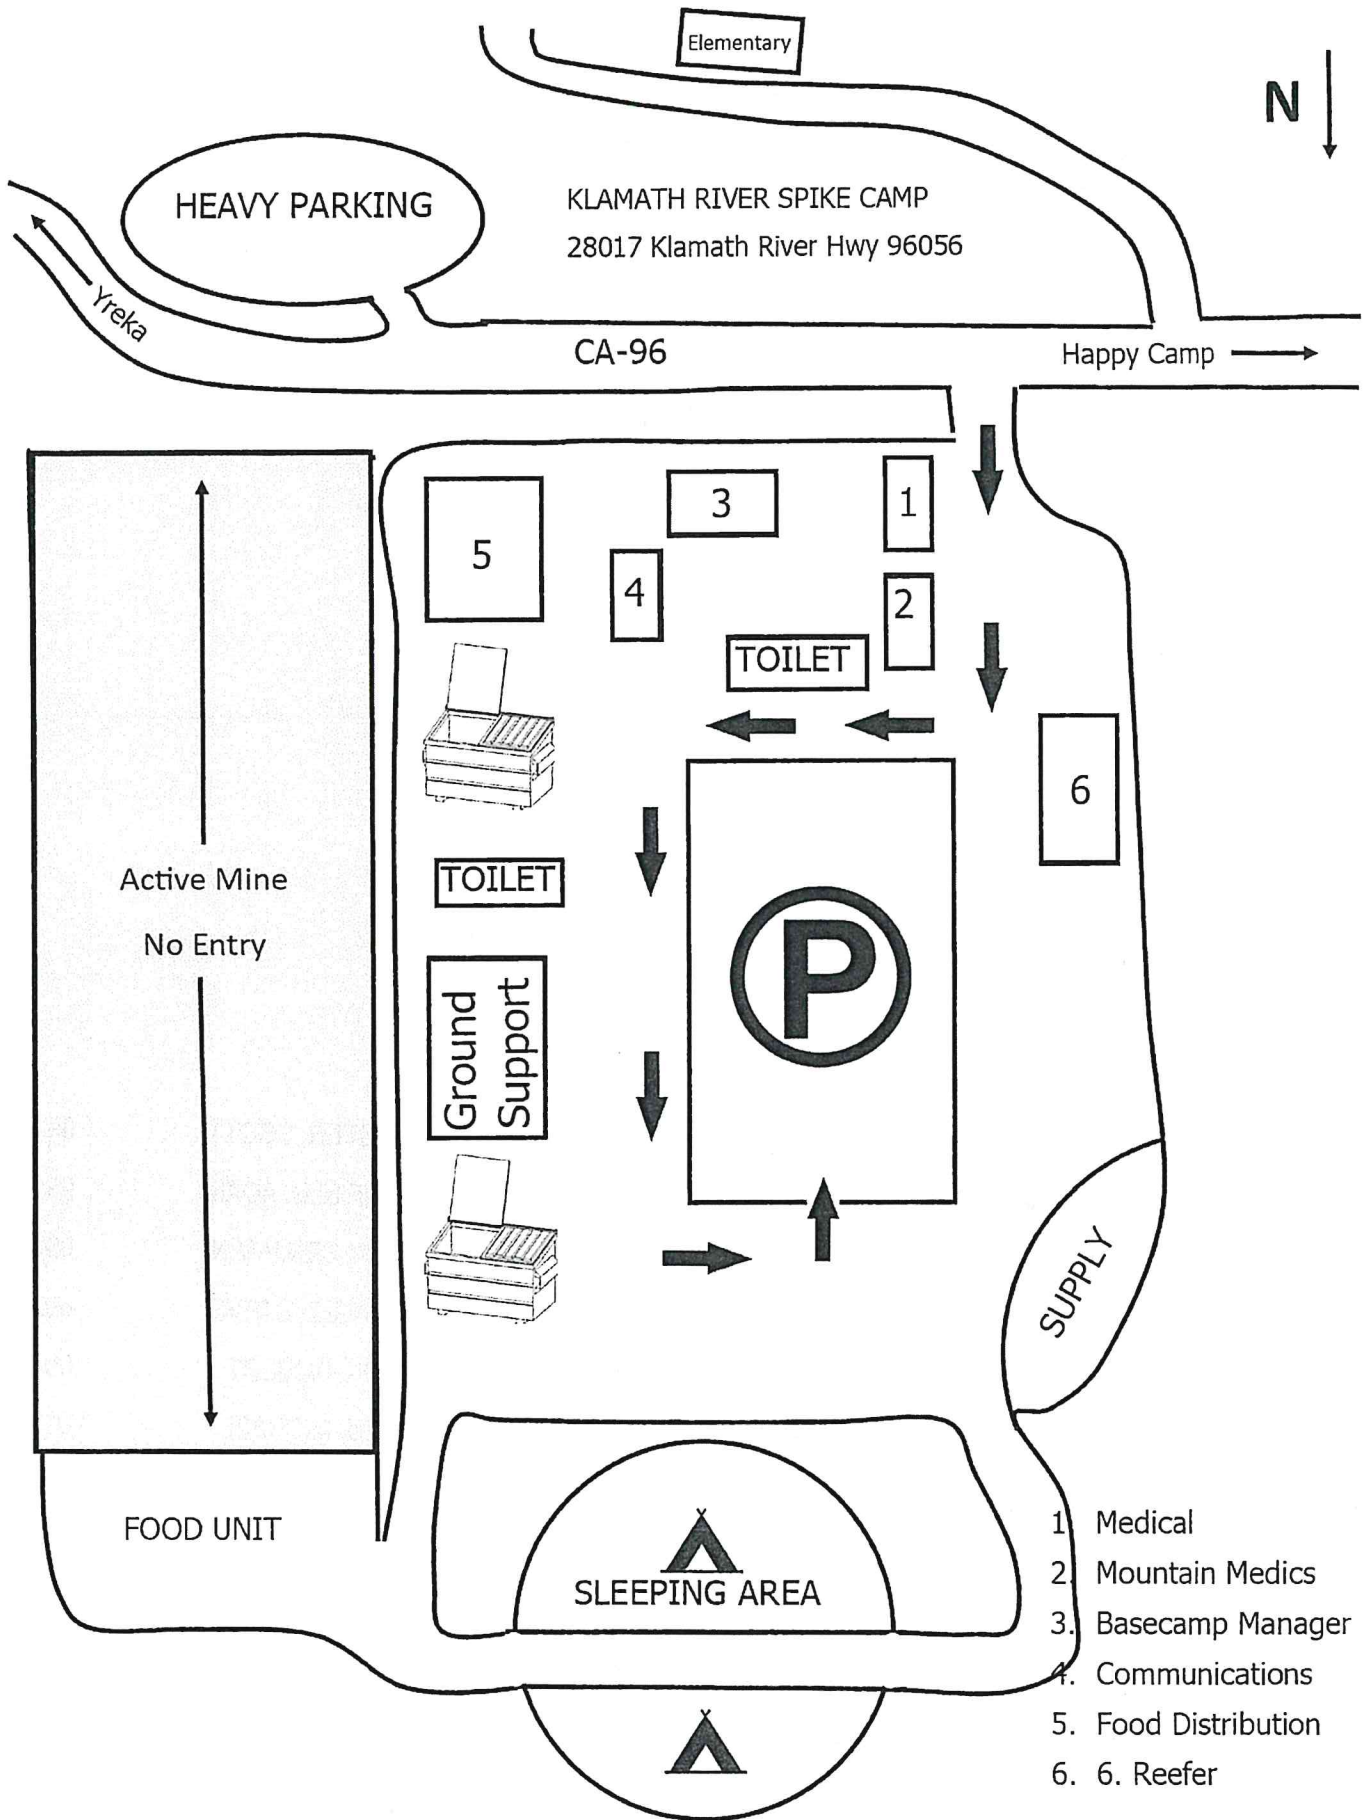 Elementary
N
HEAVY PARKING
KLAMATH RIVER SPIKE CAMP
28017 Klamath River Hwy 96056
Yreka
CA-96
Happy Camp
5
3
1
4
2
TOILET
6
Active Mine
No Entry
TOILET
P
Ground
Support
SUPPLY
FOOD UNIT
SLEEPING AREA
1. Medical
2. Mountain Medics
3. Basecamp Manager
4. Communications
5. Food Distribution
6. 6. Reefer